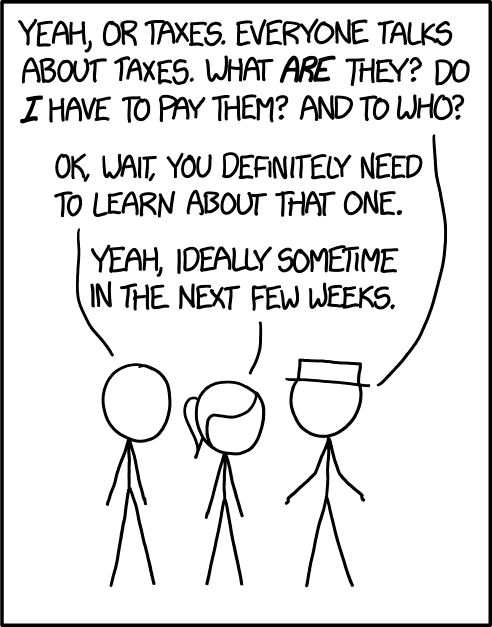 YEAH, OR TAXES. EVERYONE TALKS
ABOUT TAXES. WHAT ARE THEY? DO
I HAVE TO PAY THEM? AND TO WHO?
OK, WAIT, YOU DEFINITELY NEED
TO LEARN ABOUT THAT ONE.
YEAH, IDEALLY SOMETIME
IN THE NEXT FEW WEEKS.